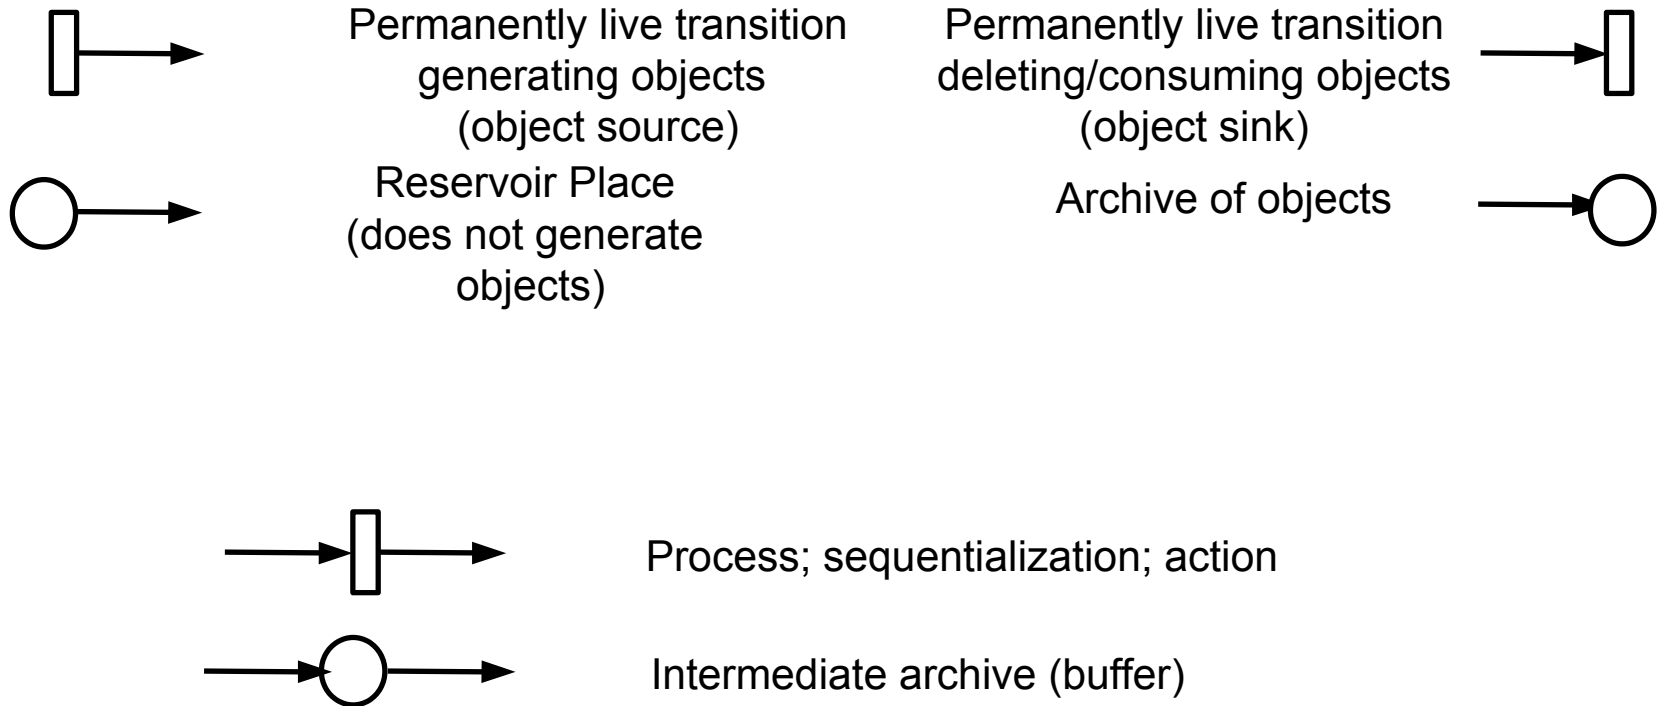 Permanently live transition
generating objects
(object source)
Permanently live transition
deleting/consuming objects
(object sink)
Reservoir Place
(does not generate
objects)
Archive of objects
Process; sequentialization; action
Intermediate archive (buffer)